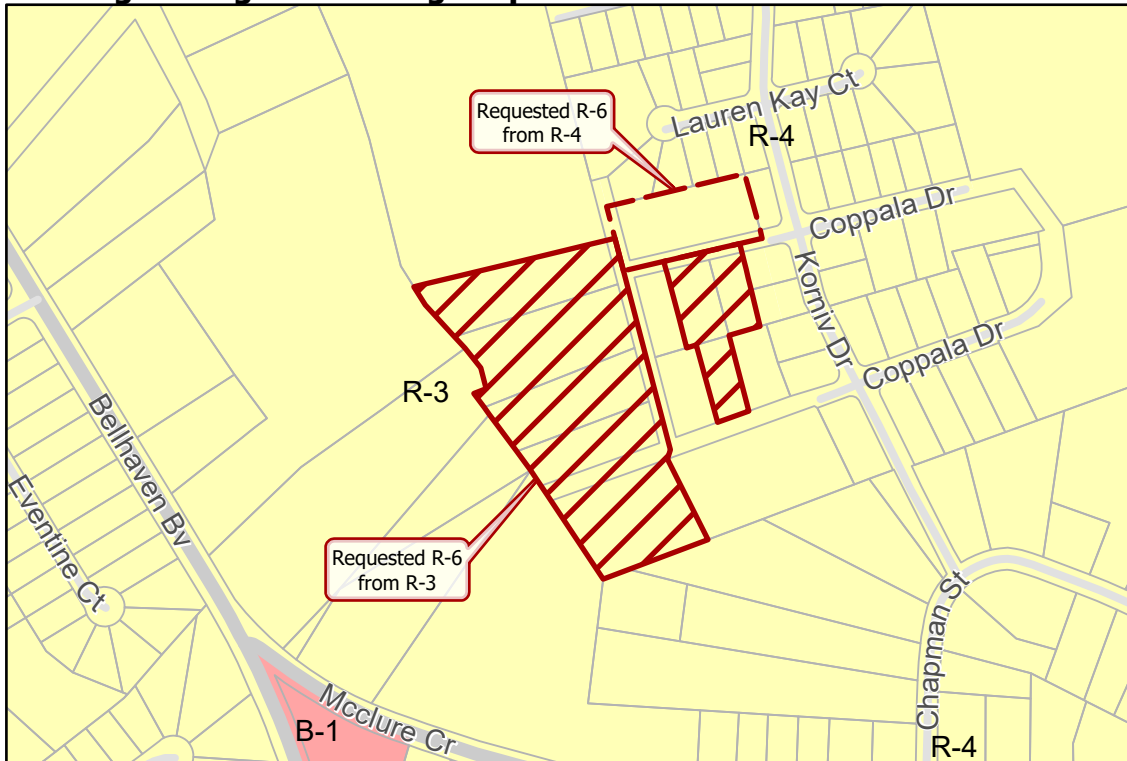 Requested R-6
from R-4
Lauren Kay Ct
R-4
Coppala Dr
Korniv Dr
Coppala Dr
R-3
Bellhaven Bv
Eventine Ct
Requested R-6
from R-3
Chapman St
Mcclure Cr
B-1
R-4